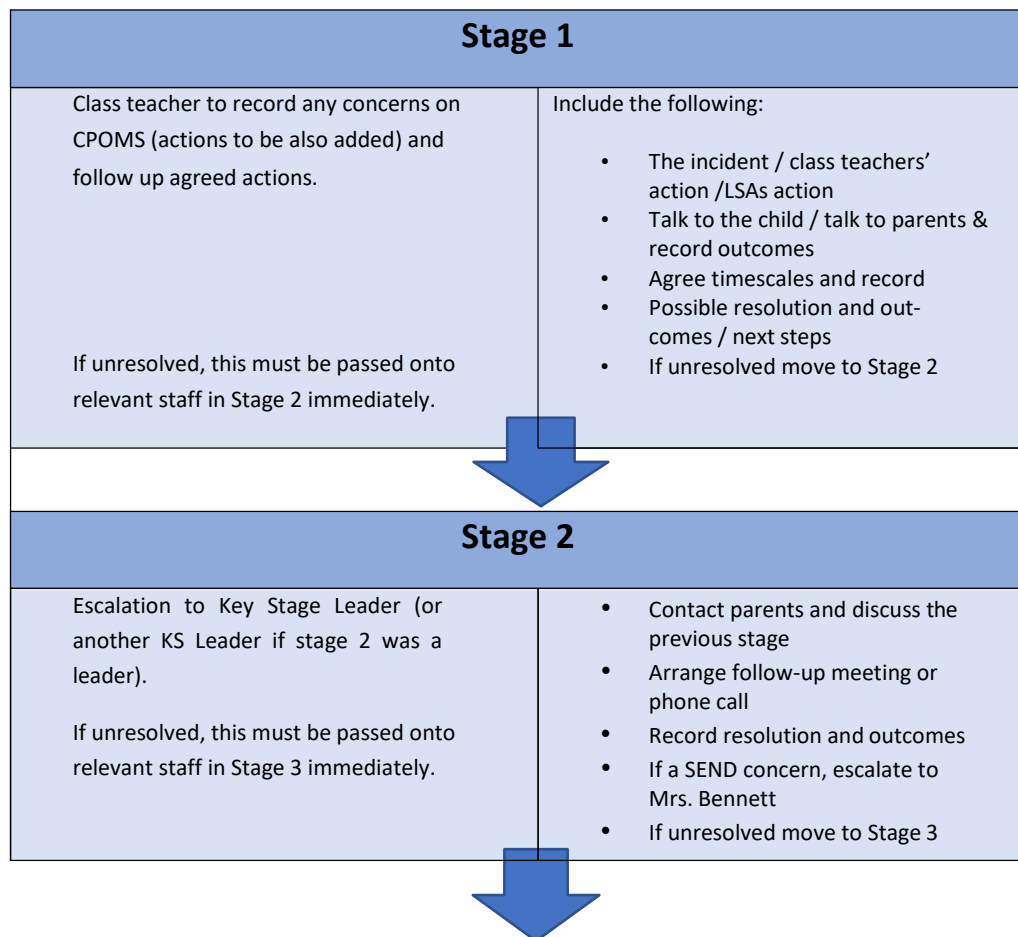 Stage 1
Class teacher to record any concerns on
CPOMS (actions to be also added) and
follow up agreed actions.
If unresolved, this must be passed onto
relevant staff in Stage 2 immediately.
Include the following:
• The incident / class teachers’
action /LSAs action
• Talk to the child / talk to parents &
record outcomes
• Agree timescales and record
• Possible resolution and out-
comes / next steps
• If unresolved move to Stage 2
Stage 2
Escalation to Key Stage Leader (or
another KS Leader if stage 2 was a
leader).
If unresolved, this must be passed onto
relevant staff in Stage 3 immediately.
• Contact parents and discuss the
previous stage
• Arrange follow-up meeting or
phone call
• Record resolution and outcomes
• If a SEND concern, escalate to
Mrs. Bennett
• If unresolved move to Stage 3